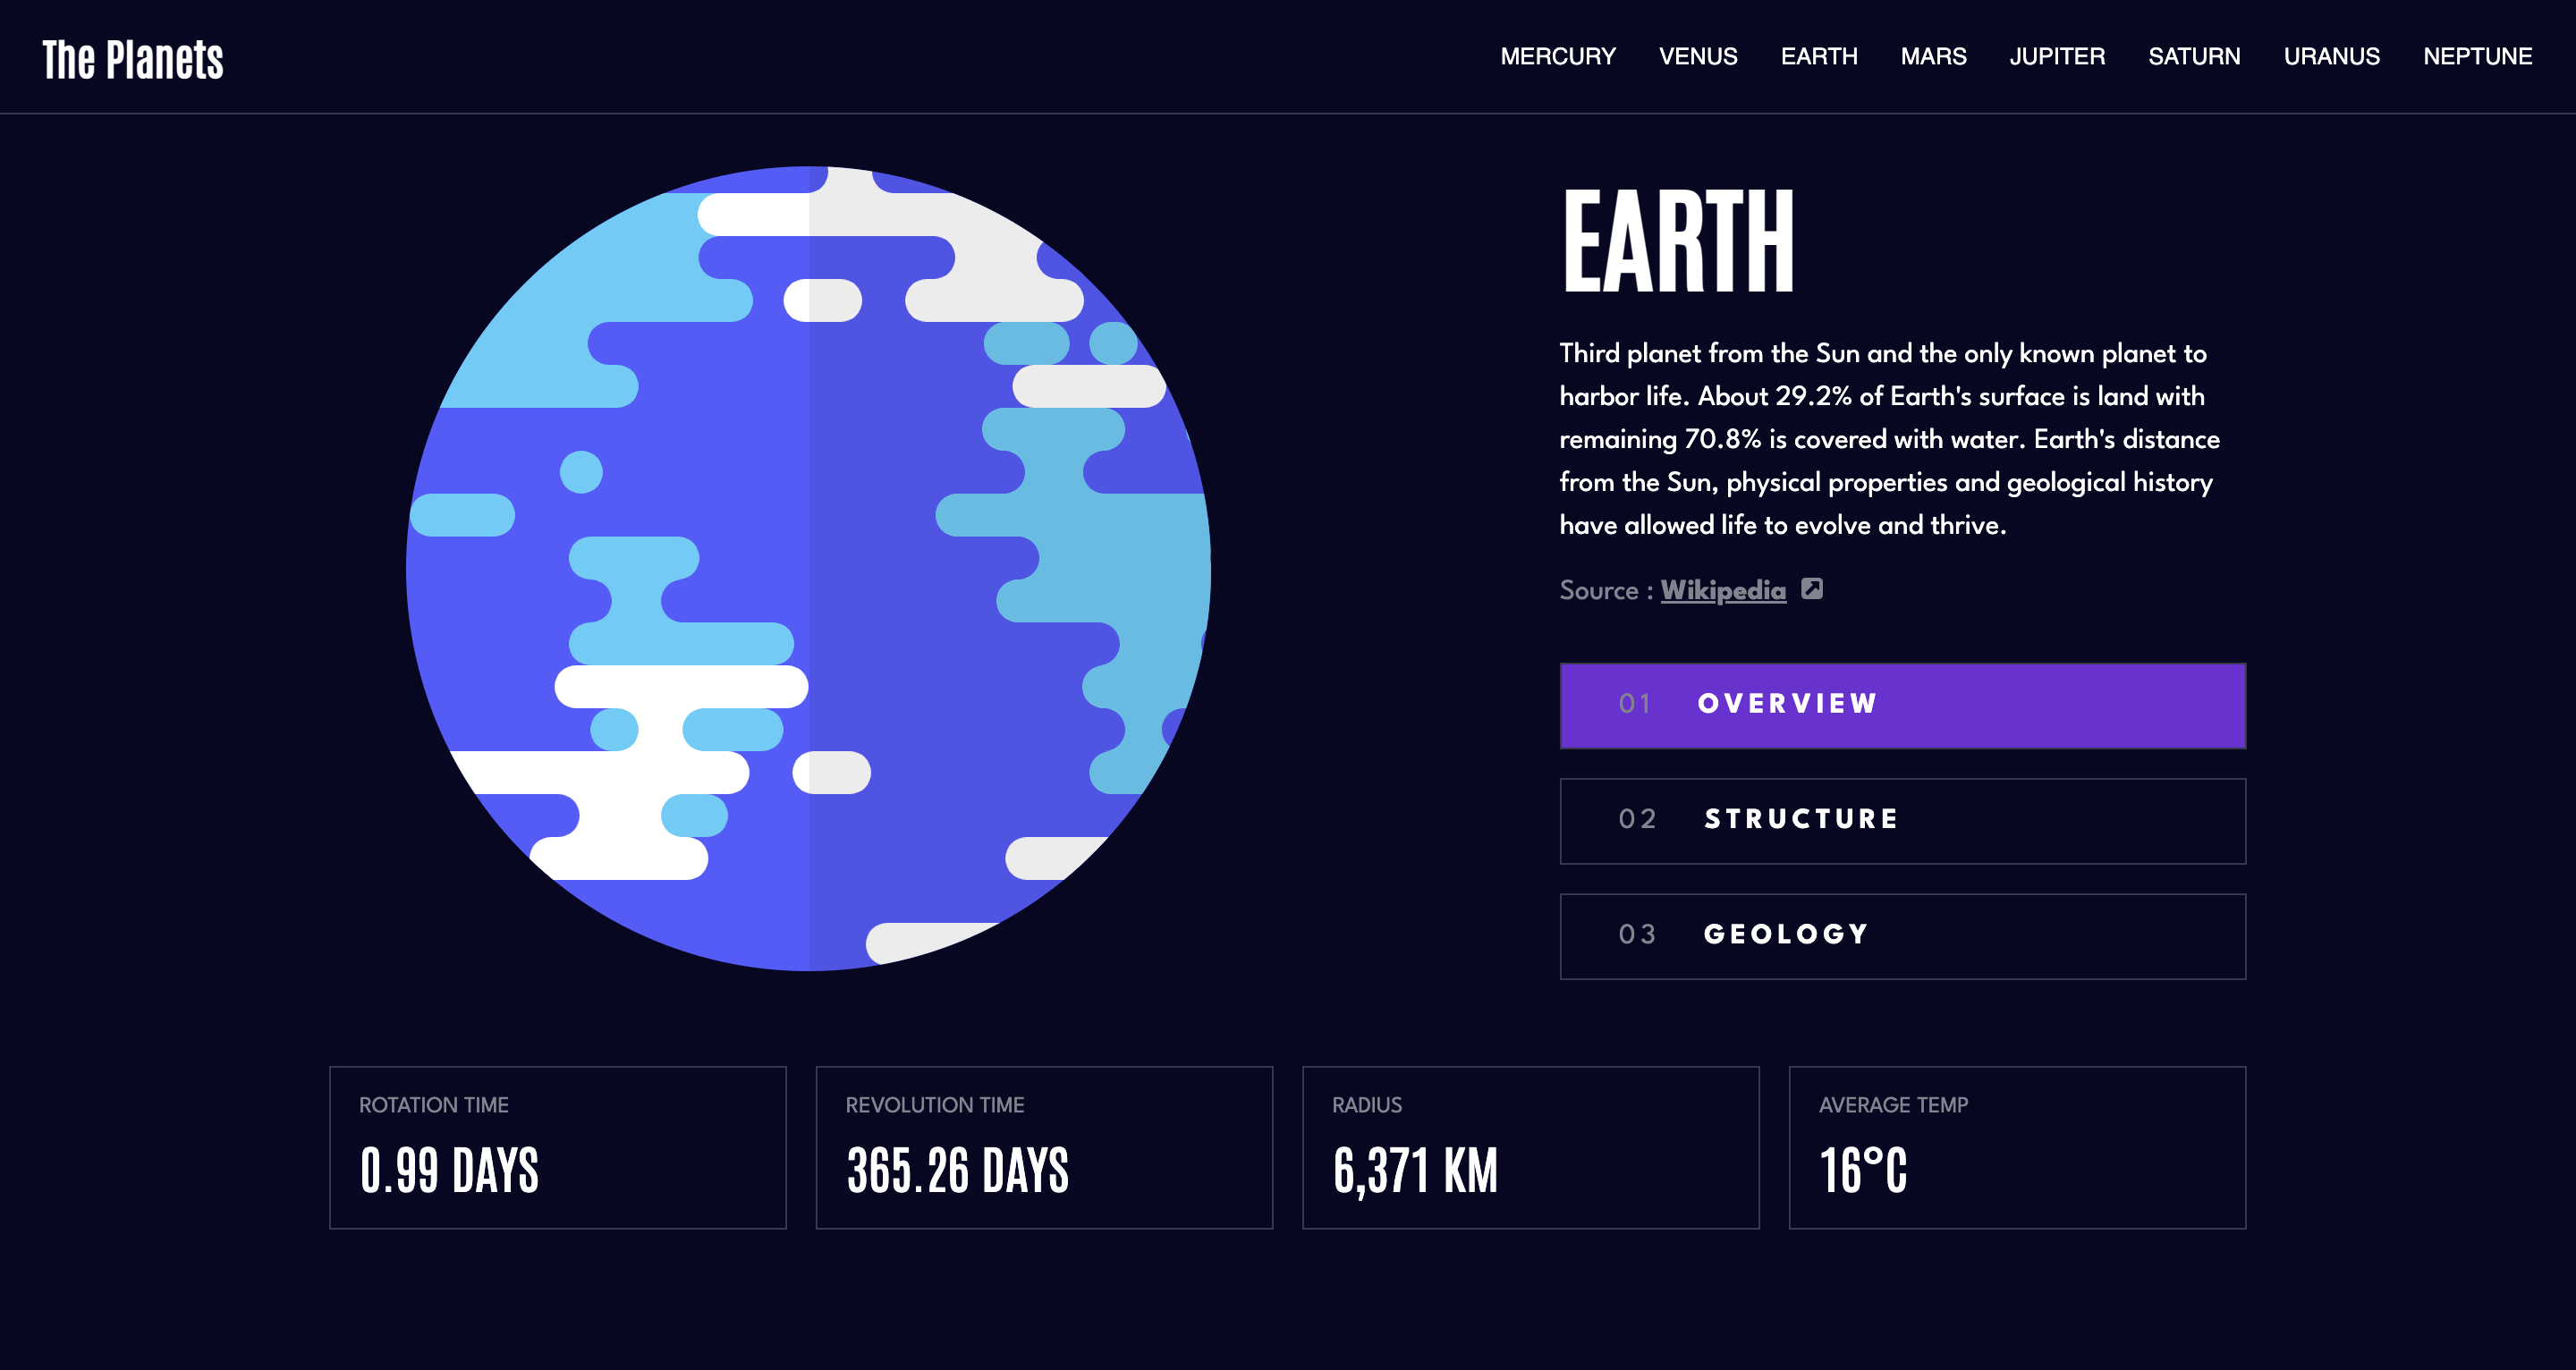 The Planets
MERCURY VENUS EARTH MARS JUPITER SATURN URANUS NEPTUNE
EARTH
Third planet from the Sun and the only known planet to
harbor life. About 29.2% of Earth's surface is land with
remaining 70.8% is covered with water. Earth's distance
from the Sun, physical properties and geological history
have allowed life to evolve and thrive.
Source : Wikipedia
01 OVERVIEW
02 STRUCTURE
03 GEOLOGY
ROTATION TIME
0.99 DAYS
REVOLUTION TIME
365.26 DAYS
RADIUS
6,371 KM
AVERAGE TEMP
16°C